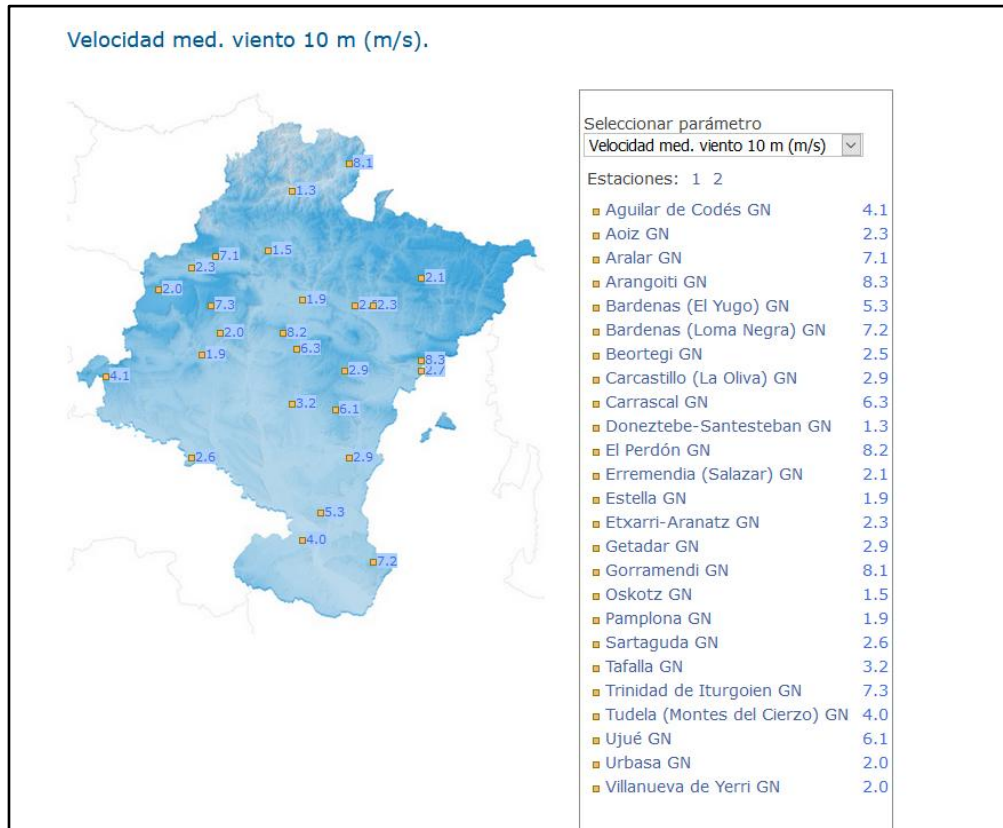 Velocidad med. viento 10 m (m/s).
8.1
1.3
7.1
1.5
2.3
2.1
2.0
7.3
1.9
2.3
2.0
8.2
1.9
6.3
8.3
2.9
2.7
4.1
3.2
6.1
2.6
2.9
5.3
4.0
7.2
Seleccionar parámetro
Velocidad med. viento 10 m (m/s)
Estaciones: 1 2
Aguilar de Codés GN 4.1
Aoiz GN 2.3
Aralar GN 7.1
Arangoiti GN 8.3
Bardenas (El Yugo) GN 5.3
Bardenas (Loma Negra) GN 7.2
Beortegi GN 2.5
Carcastillo (La Oliva) GN 2.9
Carrascal GN 6.3
Doneztebe-Santesteban GN 1.3
El Perdón GN 8.2
Erremendia (Salazar) GN 2.1
Estella GN 1.9
Etxarri-Aranatz GN 2.3
Getadar GN 2.9
Gorramendi GN 8.1
Oskotz GN 1.5
Pamplona GN 1.9
Sartaguda GN 2.6
Tafalla GN 3.2
Trinidad de Iturgoien GN 7.3
Tudela (Montes del Cierzo) GN 4.0
Ujué GN 6.1
Urbasa GN 2.0
Villanueva de Yerri GN 2.0